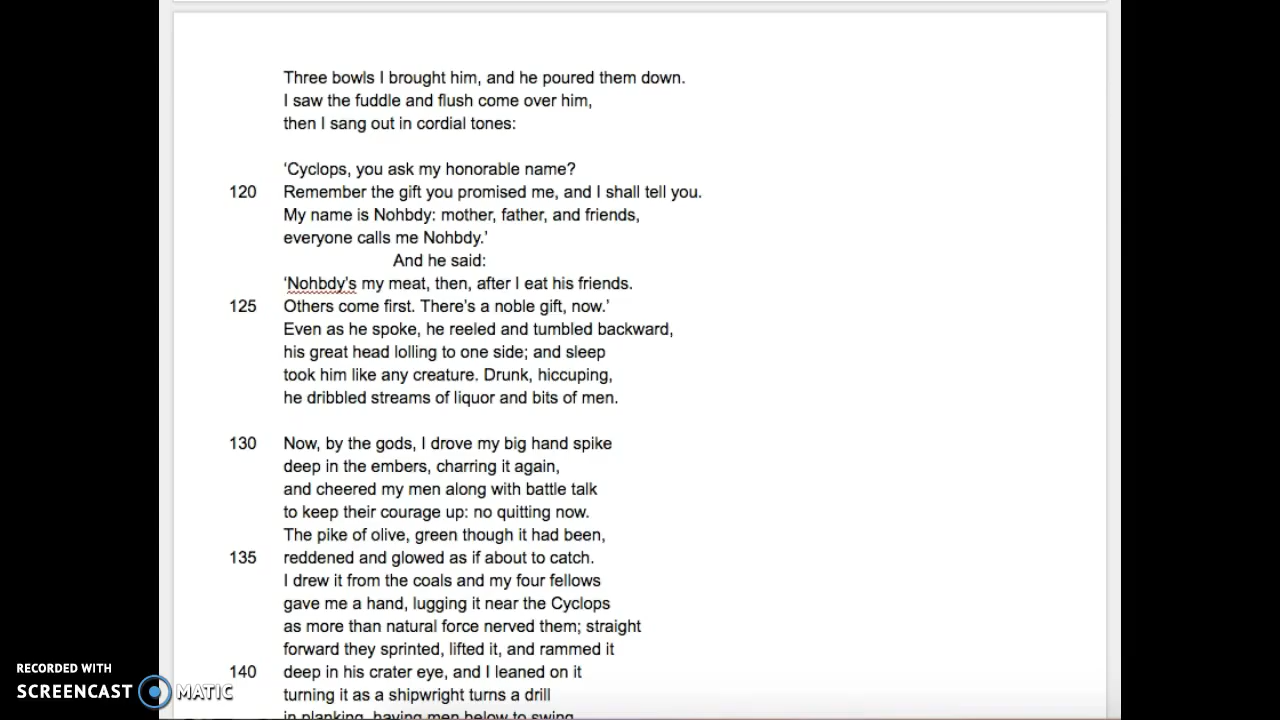 Three bowls I brought him, and he poured them down.
I saw the fuddle and flush come over him,
then I sang out in cordial tones:
‘Cyclops, you ask my honorable name?
120 Remember the gift you promised me, and I shall tell you.
My name is Nohbdy: mother, father, and friends,
everyone calls me Nohbdy.’
And he said:
‘Nohbdy’s my meat, then, after I eat his friends.
125 Others come first. There’s a noble gift, now.’
Even as he spoke, he reeled and tumbled backward,
his great head lolling to one side; and sleep
took him like any creature. Drunk, hiccuping,
he dribbled streams of liquor and bits of men.
130 Now, by the gods, I drove my big hand spike
deep in the embers, charring it again,
and cheered my men along with battle talk
to keep their courage up: no quitting now.
The pike of olive, green though it had been,
135 reddened and glowed as if about to catch.
I drew it from the coals and my four fellows
gave me a hand, lugging it near the Cyclops
as more than natural force nerved them; straight
forward they sprinted, lifted it, and rammed it
140 deep in his crater eye, and I leaned on it
turning it as a shipwright turns a drill
in planking, having men below to swing
RECORDED WITH
SCREENCAST MATIC